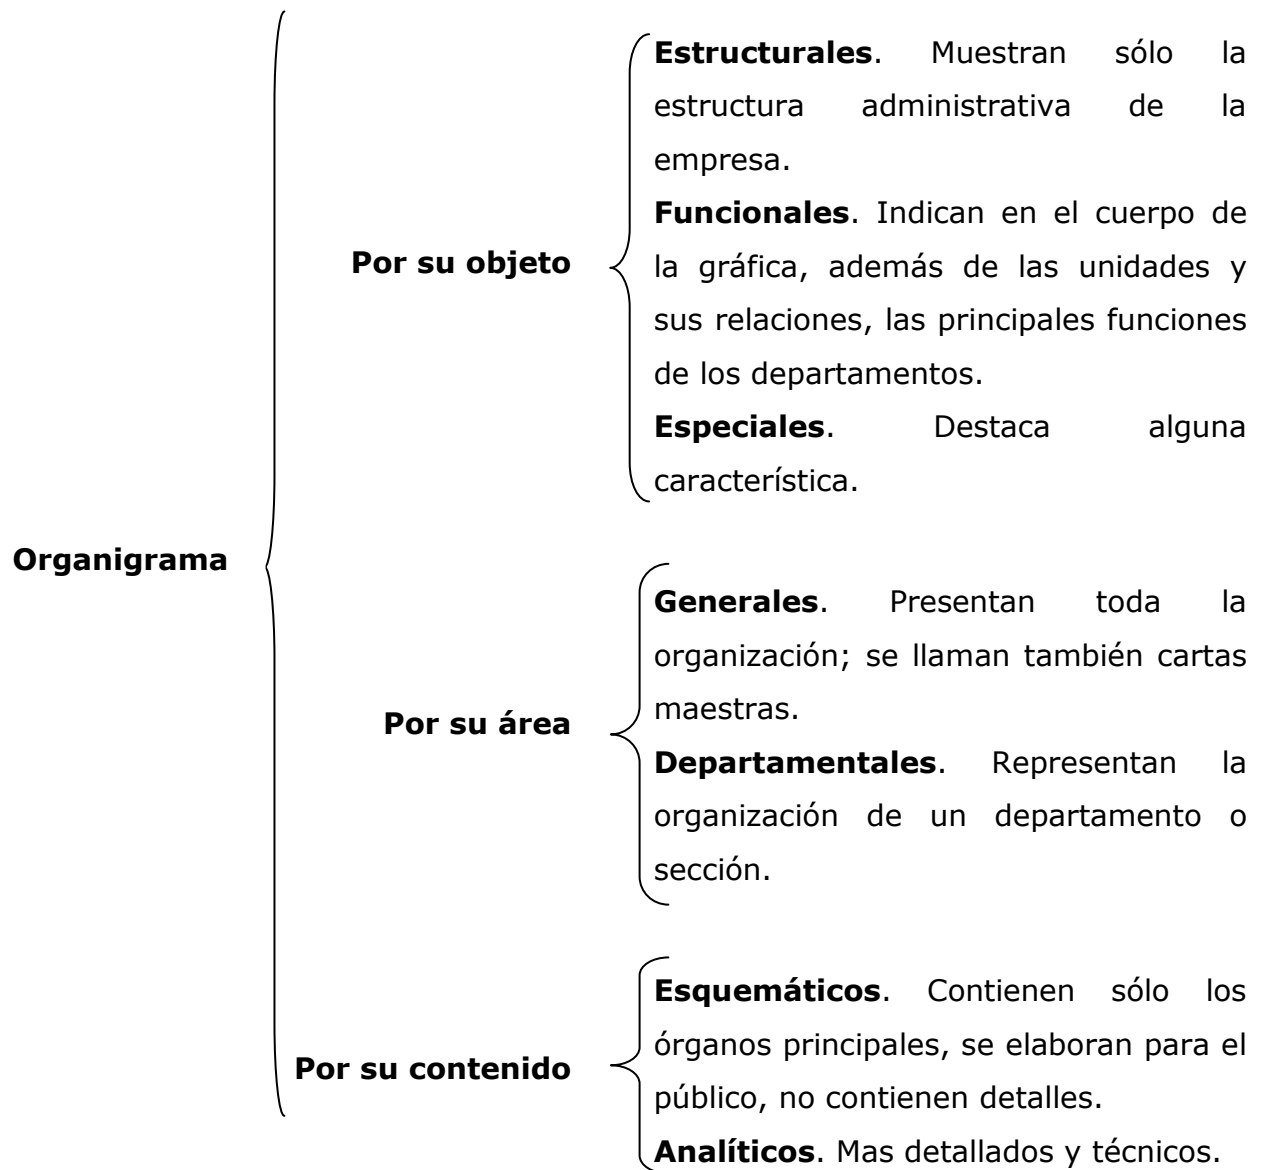 Estructurales. Muestran sólo la
estructura administrativa de la
empresa.
Funcionales. Indican en el cuerpo de
Por su objeto
la gráfica, además de las unidades y
sus relaciones, las principales funciones
de los departamentos.
Especiales. Destaca alguna
característica.
Organigrama
Generales. Presentan toda la
organización; se llaman también cartas
maestras.
Por su área
Departamentales. Representan la
organización de un departamento o
sección.
Esquemáticos. Contienen sólo los
órganos principales, se elaboran para el
Por su contenido
público, no contienen detalles.
Analíticos. Mas detallados y técnicos.